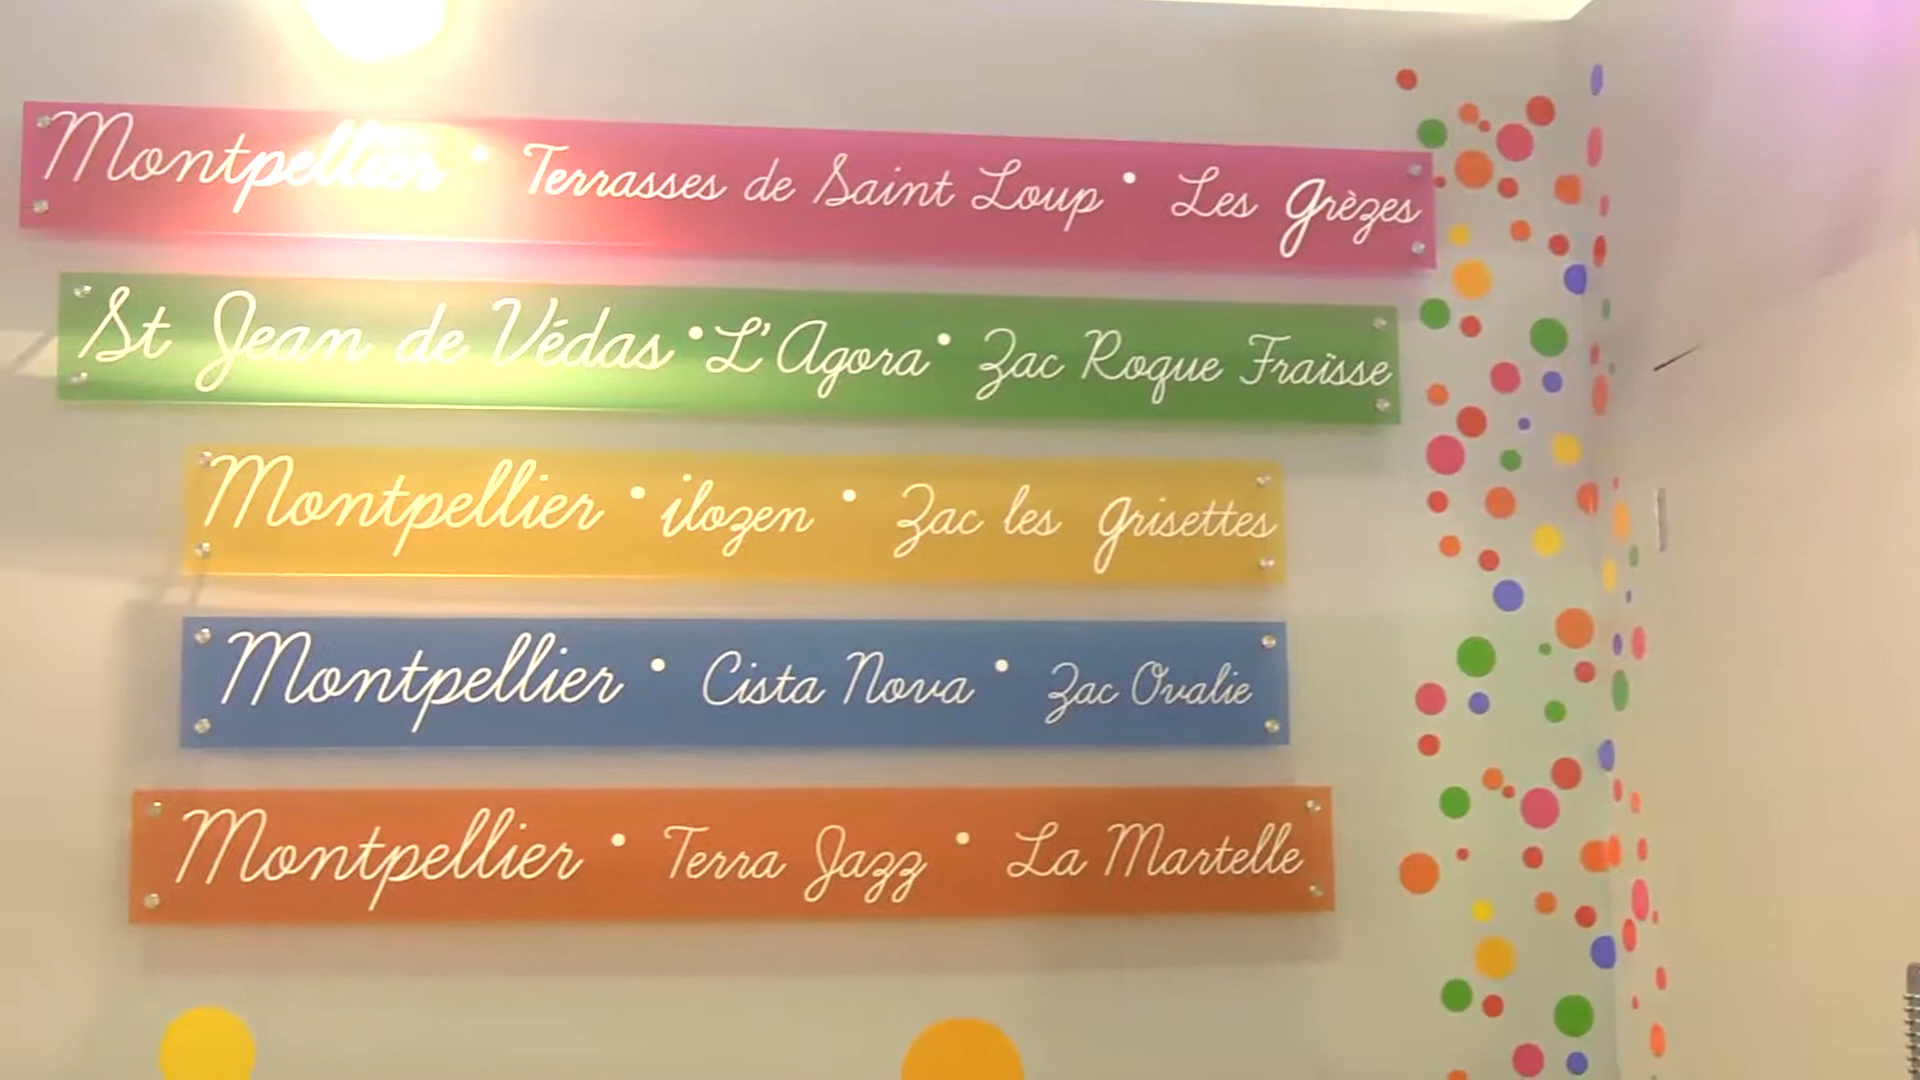 Montpellier • Terrasses de Saint Loup • Les Grèzes
St Jean de Védas • L'Agora • Zac Roque Fraïsse
Montpellier • ilozen • Zac les Grisettes
Montpellier • Cista Nova • Zac Ovalie
Montpellier • Terra Jazz • La Martelle